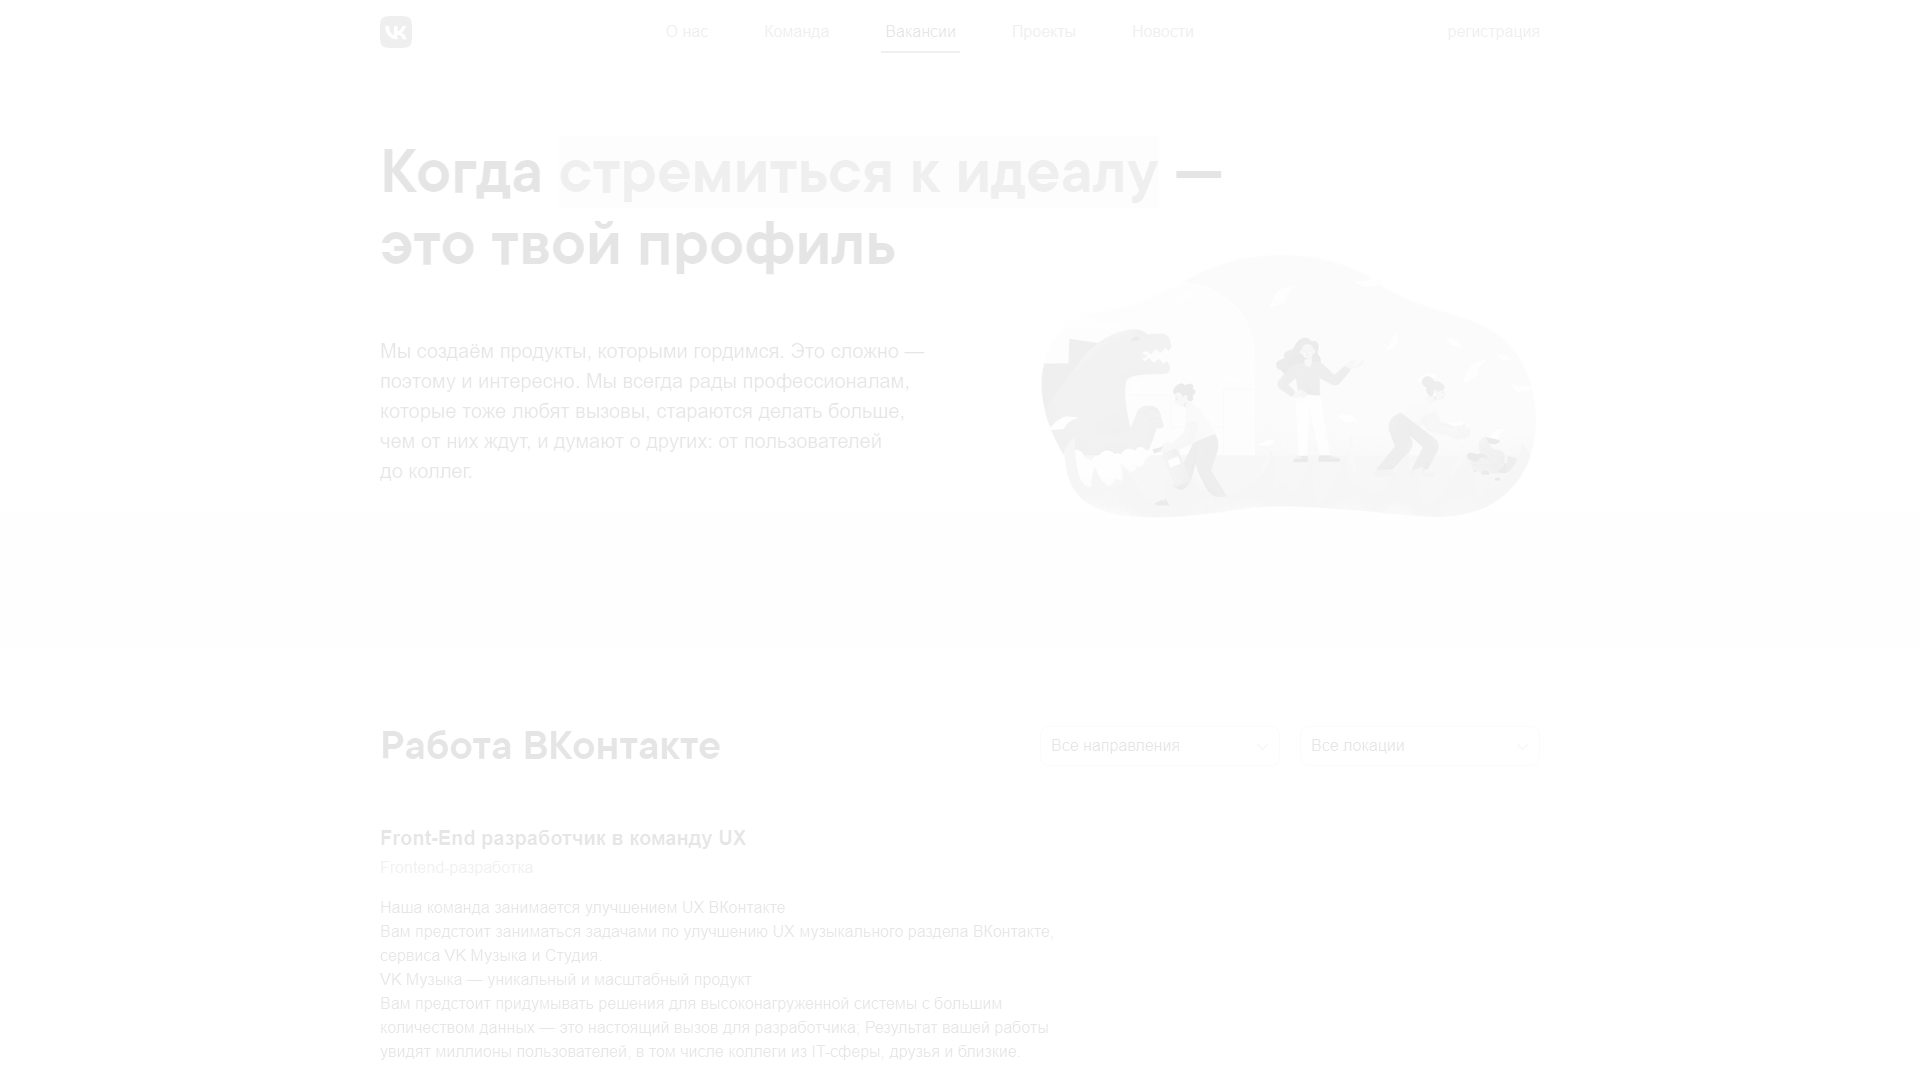 О нас
Команда
Вакансии
Проекты
Новости
регистрация
Когда стремиться к идеалу —
это твой профиль
Мы создаём продукты, которыми гордимся. Это сложно —
поэтому и интересно. Мы всегда рады профессионалам,
которые тоже любят вызовы, стараются делать больше,
чем от них ждут, и думают о других: от пользователей
до коллег.
Работа ВКонтакте
Все направления
Все локации
Front-End разработчик в команду UX
Frontend-разработка
Наша команда занимается улучшением UX ВКонтакте
Вам предстоит заниматься задачами по улучшению UX музыкального раздела ВКонтакте,
сервиса VK Музыка и Студия.
VK Музыка — уникальный и масштабный продукт
Вам предстоит придумывать решения для высоконагруженной системы с большим
количеством данных — это настоящий вызов для разработчика; Результат вашей работы
увидят миллионы пользователей, в том числе коллеги из IT-сферы, друзья и близкие.